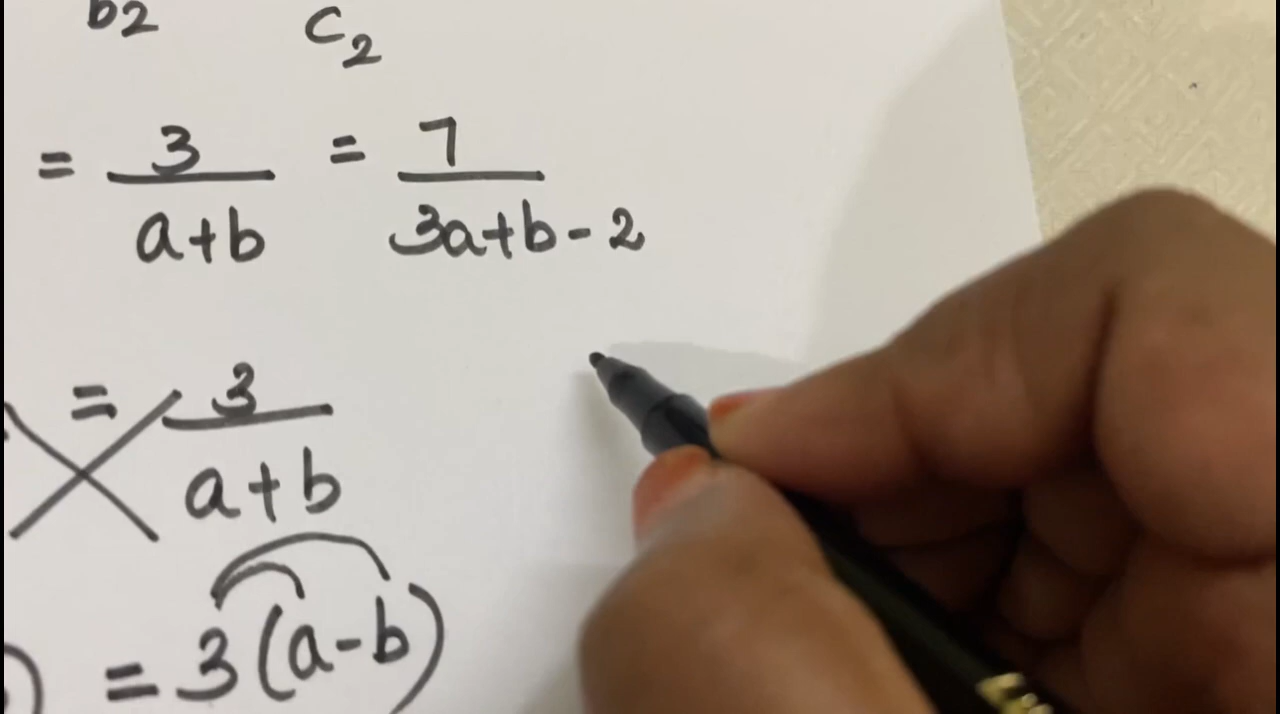 b2 c2
= 3/(a+b) = 7/(3a+b-2)
= 3/(a+b)
) = 3(a-b)